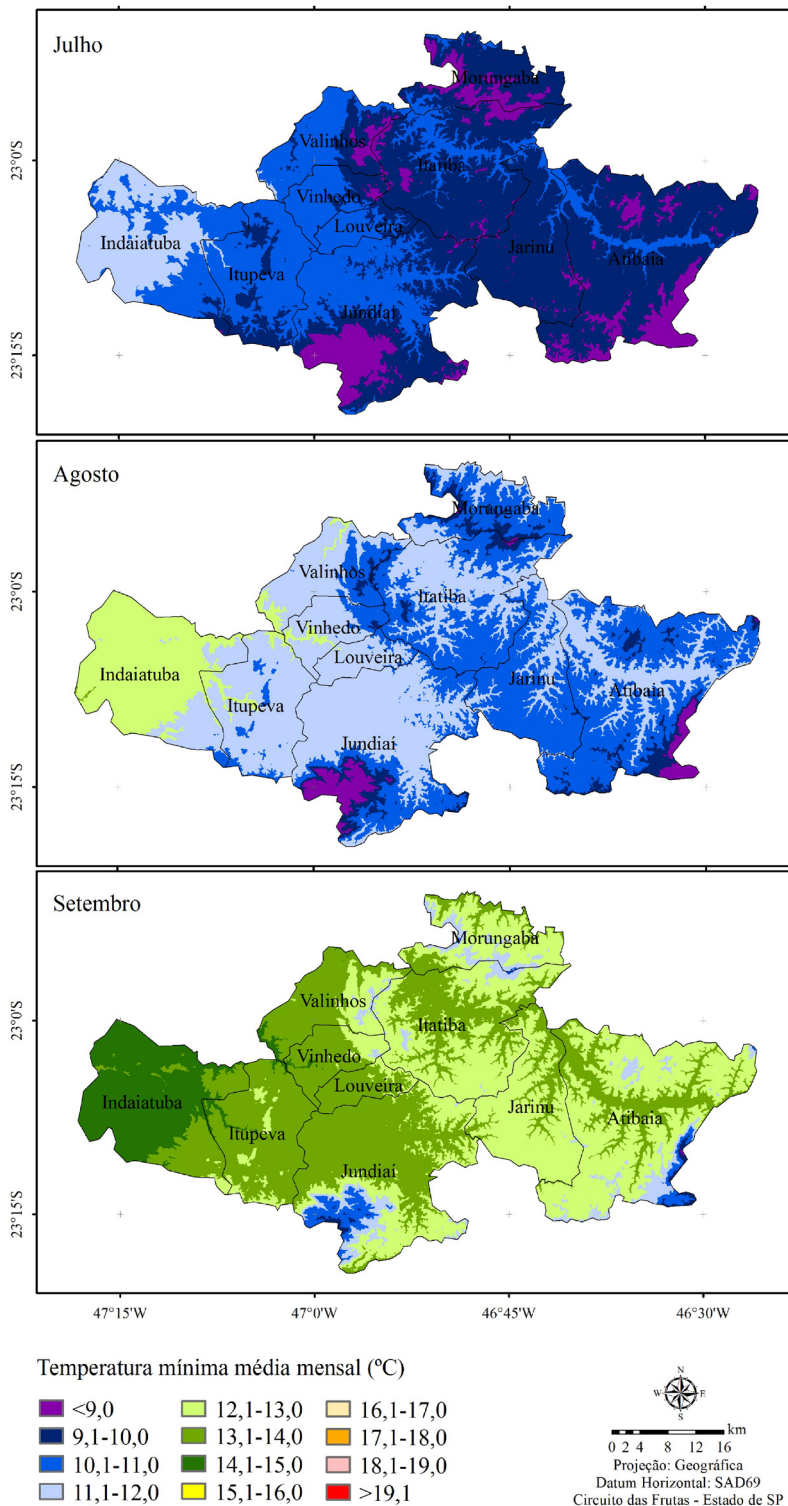 Julho
Morungaba
Valinhos
23°0'S
Itatiba
Vinhedo
Louveira
Indaiatuba
Jarinu
Atibaia
Itupeva
Jundiaí
23°15'S
Agosto
Morungaba
Valinhos
23°0'S
Itatiba
Vinhedo
Louveira
Indaiatuba
Jarinu
Atibaia
Itupeva
Jundiaí
23°15'S
Setembro
Morungaba
Valinhos
23°0'S
Itatiba
Vinhedo
Louveira
Indaiatuba
Jarinu
Atibaia
Itupeva
Jundiaí
23°15'S
47°15'W 47°0'W 46°45'W 46°30'W
Temperatura mínima média mensal (ºC)
<9,0 12,1-13,0 16,1-17,0
9,1-10,0 13,1-14,0 17,1-18,0
10,1-11,0 14,1-15,0 18,1-19,0
11,1-12,0 15,1-16,0 >19,1
N
W E
S
km
0 2 4 8 12 16
Projeção: Geográfica
Datum Horizontal: SAD69
Circuito das Frutas - Estado de SP